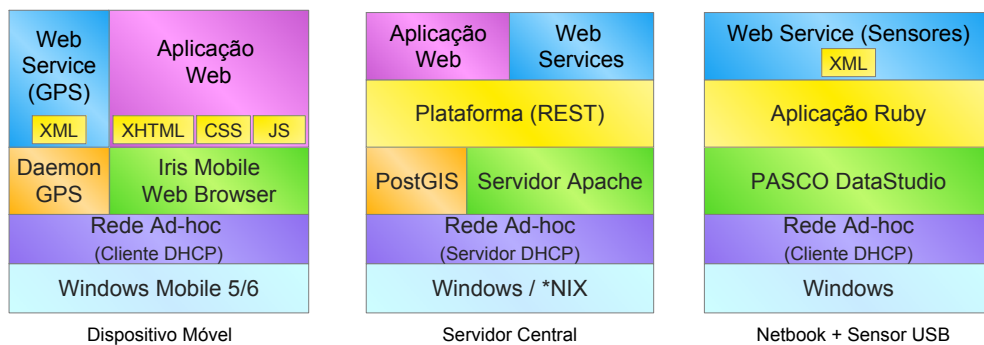 Web
Service
(GPS)
XML
Aplicação
Web
XHTML
CSS
JS
Daemon
GPS
Iris Mobile
Web Browser
Rede Ad-hoc
(Cliente DHCP)
Windows Mobile 5/6
Dispositivo Móvel
Aplicação
Web
Web
Services
Plataforma (REST)
PostGIS
Servidor Apache
Rede Ad-hoc
(Servidor DHCP)
Windows / *NIX
Servidor Central
Web Service (Sensores)
XML
Aplicação Ruby
PASCO DataStudio
Rede Ad-hoc
(Cliente DHCP)
Windows
Netbook + Sensor USB